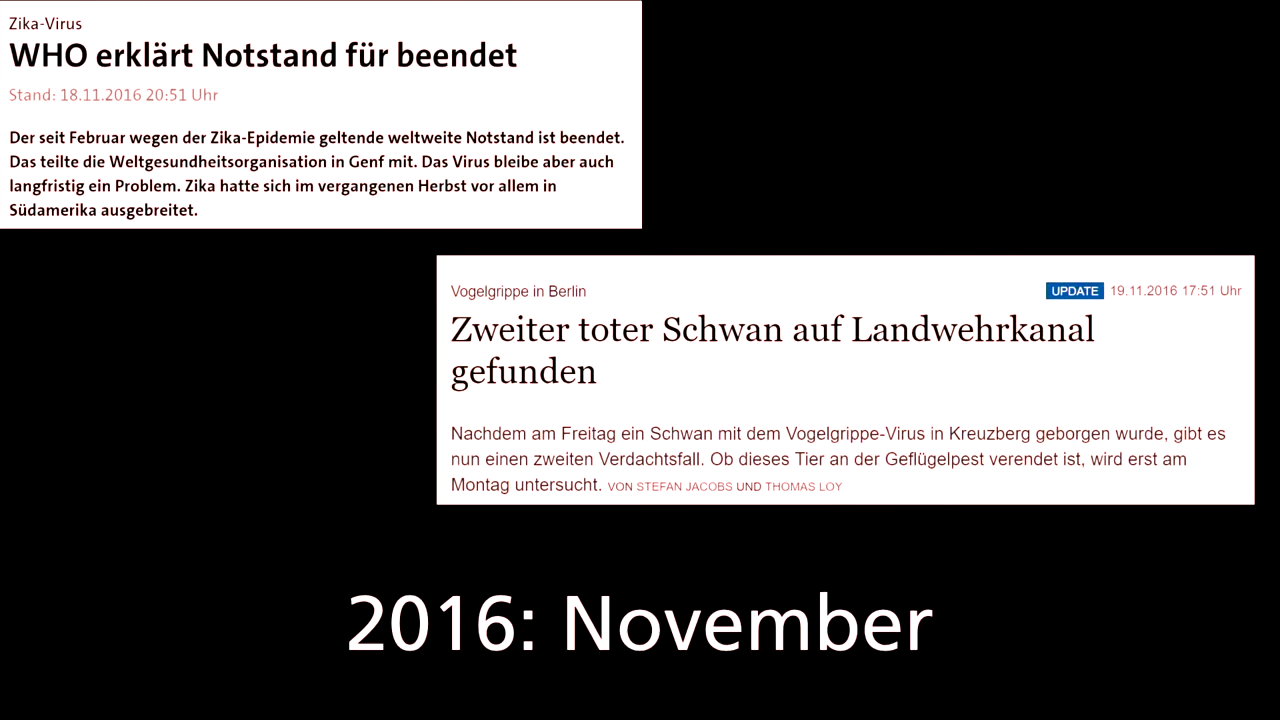 Zika-Virus
WHO erklärt Notstand für beendet
Stand: 18.11.2016 20:51 Uhr
Der seit Februar wegen der Zika-Epidemie geltende weltweite Notstand ist beendet.
Das teilte die Weltgesundheitsorganisation in Genf mit. Das Virus bleibe aber auch
langfristig ein Problem. Zika hatte sich im vergangenen Herbst vor allem in
Südamerika ausgebreitet.
Vogelgrippe in Berlin
UPDATE 19.11.2016 17:51 Uhr
Zweiter toter Schwan auf Landwehrkanal
gefunden
Nachdem am Freitag ein Schwan mit dem Vogelgrippe-Virus in Kreuzberg geborgen wurde, gibt es
nun einen zweiten Verdachtsfall. Ob dieses Tier an der Geflügelpest verendet ist, wird erst am
Montag untersucht. VON STEFAN JACOBS UND THOMAS LOY
2016: November